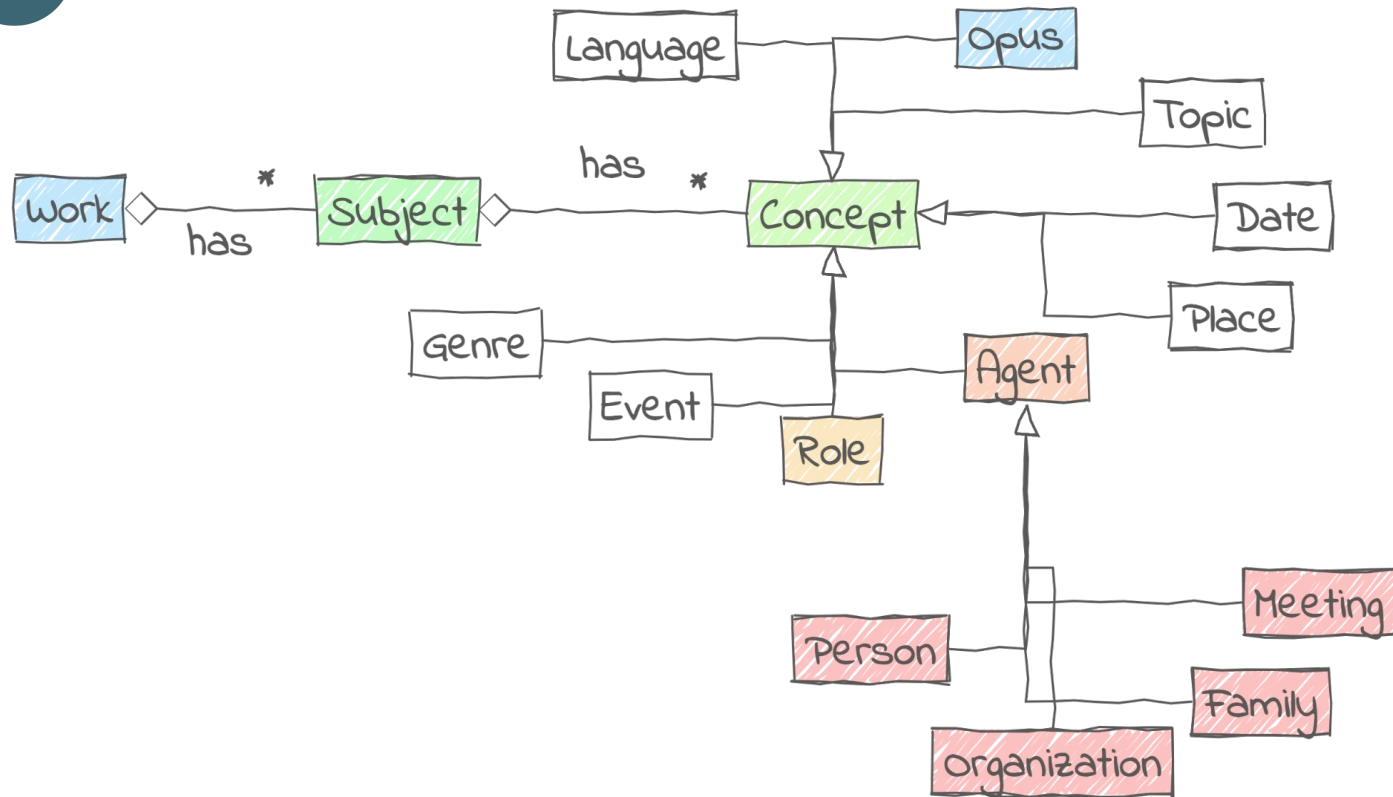 Language
Opus
Topic
has
*
*
Work
Subject
Concept
Date
has
Genre
Place
Agent
Event
Role
Meeting
Person
Family
Organization